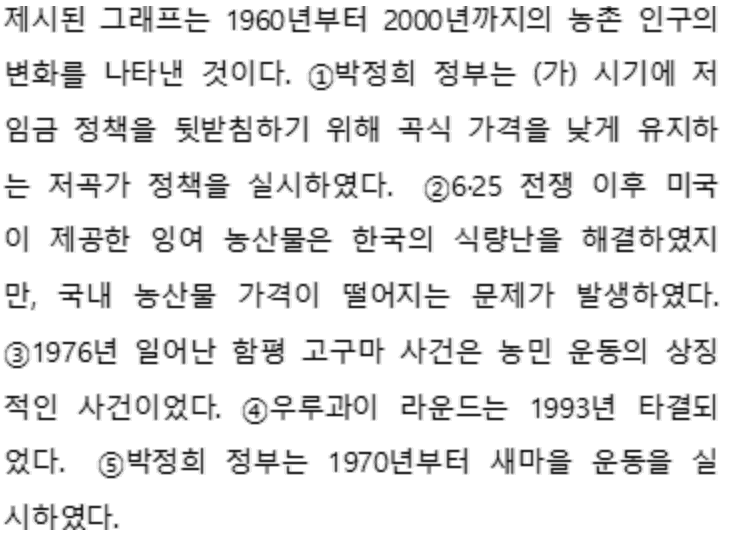 제시된 그래프는 1960년부터 2000년까지의 농촌 인구의
변화를 나타낸 것이다. ①박정희 정부는 (가) 시기에 저
임금 정책을 뒷받침하기 위해 곡식 가격을 낮게 유지하
는 저곡가 정책을 실시하였다. ②6·25 전쟁 이후 미국
이 제공한 잉여 농산물은 한국의 식량난을 해결하였지
만, 국내 농산물 가격이 떨어지는 문제가 발생하였다.
③1976년 일어난 함평 고구마 사건은 농민 운동의 상징
적인 사건이었다. ④우루과이 라운드는 1993년 타결되
었다. ⑤박정희 정부는 1970년부터 새마을 운동을 실
시하였다.